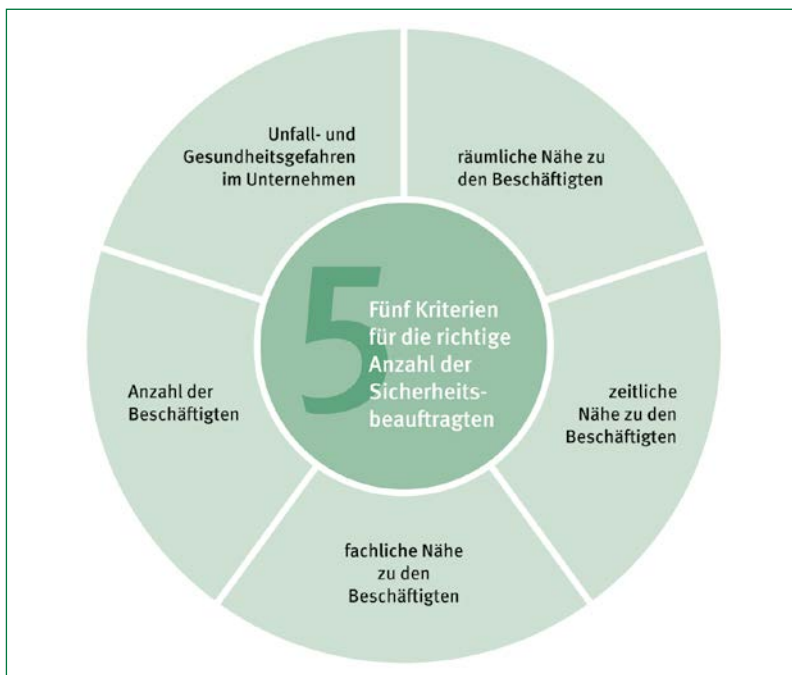 Unfall- und
Gesundheitsgefahren
im Unternehmen
räumliche Nähe zu
den Beschäftigten
5
Fünf Kriterien
für die richtige
Anzahl der
Sicherheits-
beauftragten
Anzahl der
Beschäftigten
zeitliche
Nähe zu den
Beschäftigten
fachliche Nähe
zu den
Beschäftigten